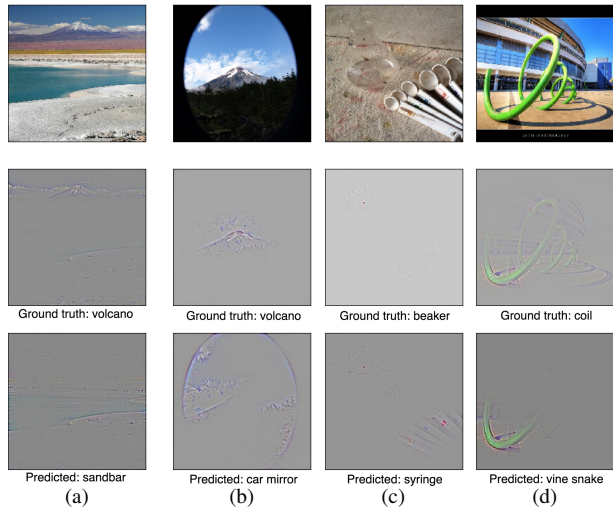 Ground truth: volcano
Ground truth: volcano
Ground truth: beaker
Ground truth: coil
Predicted: sandbar
Predicted: car mirror
Predicted: syringe
Predicted: vine snake
(a)
(b)
(c)
(d)